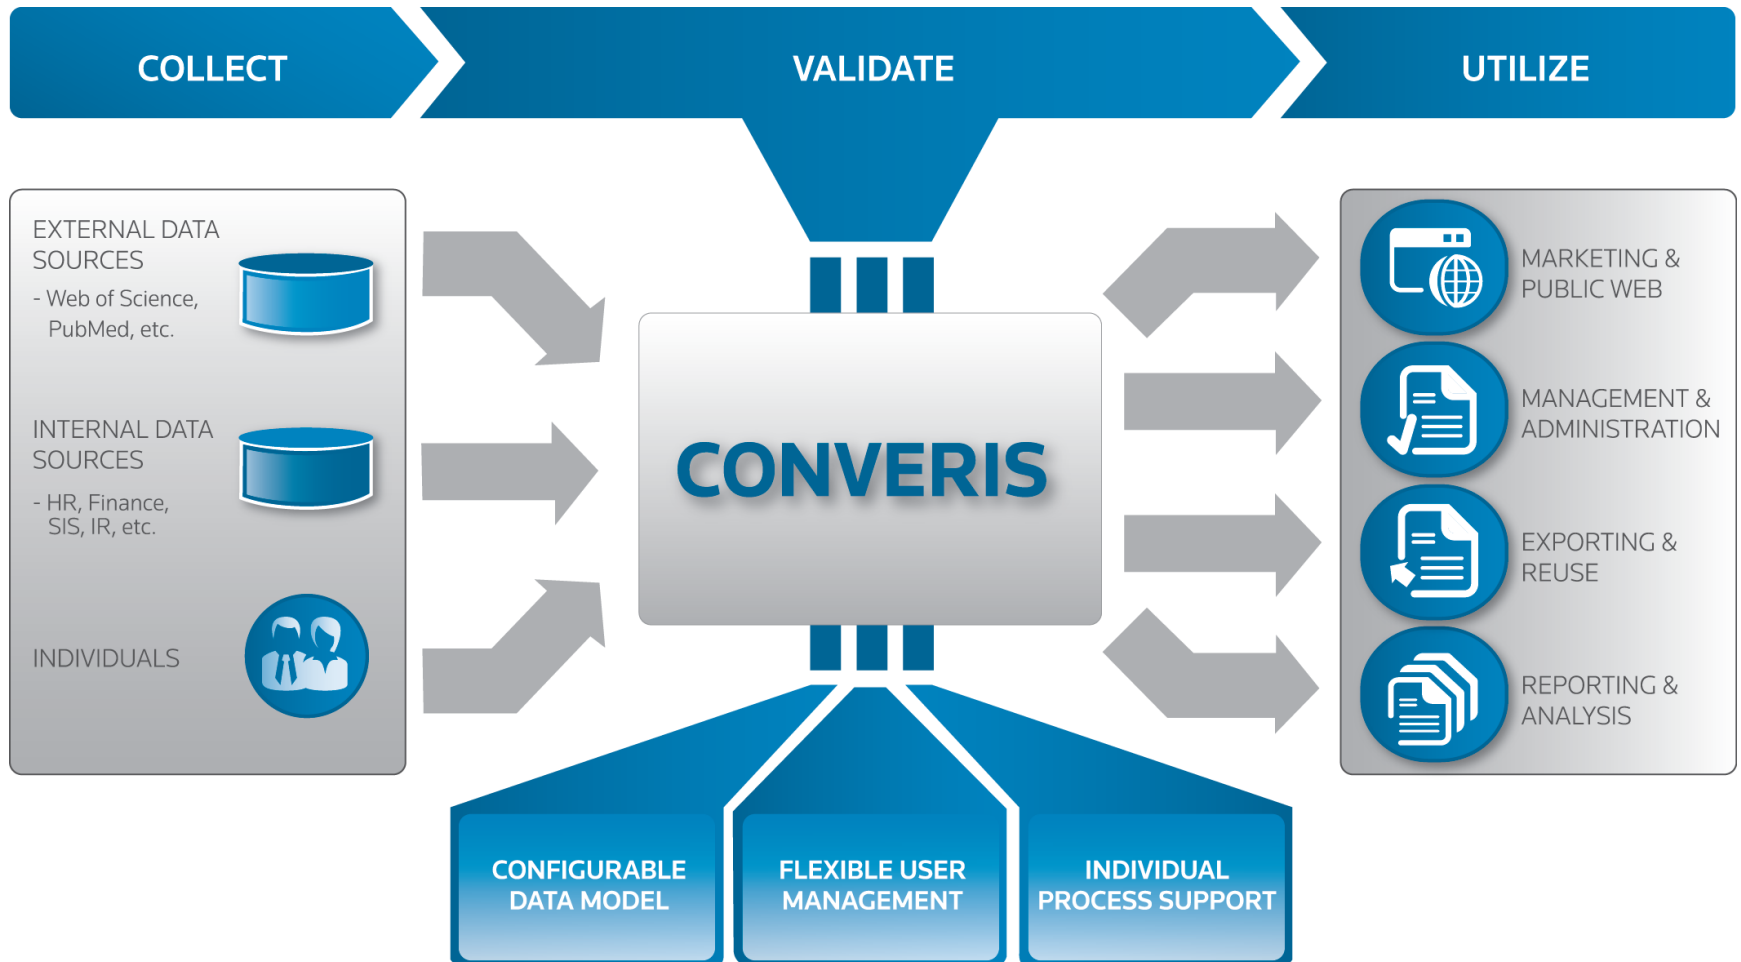 COLLECT
VALIDATE
UTILIZE
EXTERNAL DATA
SOURCES
- Web of Science,
PubMed, etc.
INTERNAL DATA
SOURCES
- HR, Finance,
SIS, IR, etc.
INDIVIDUALS
CONVERIS
MARKETING &
PUBLIC WEB
MANAGEMENT &
ADMINISTRATION
EXPORTING &
REUSE
REPORTING &
ANALYSIS
CONFIGURABLE
DATA MODEL
FLEXIBLE USER
MANAGEMENT
INDIVIDUAL
PROCESS SUPPORT